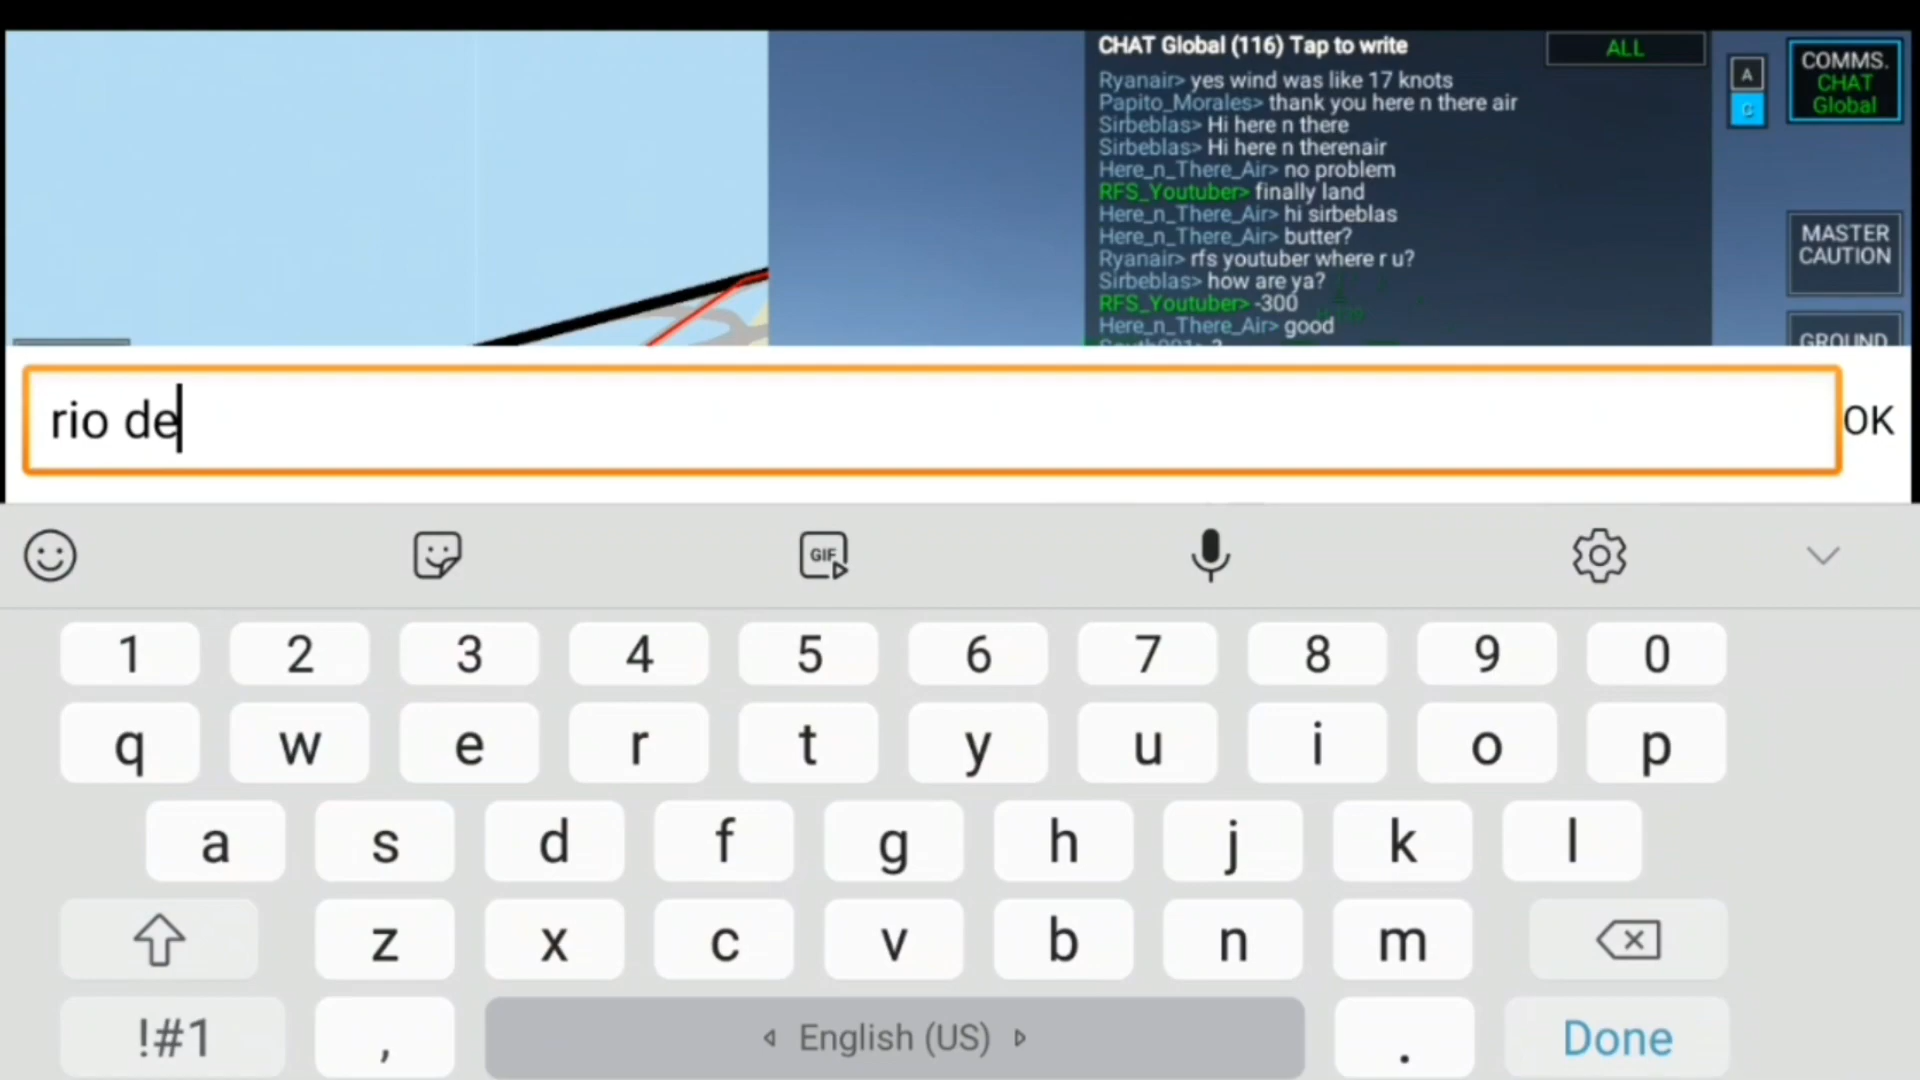 CHAT Global (116) Tap to write
ALL
Ryanair> yes wind was like 17 knots
Papito_Morales> thank you here n there air
Sirbeblas> Hi here n there
Sirbeblas> Hi here n therenair
Here_n_There_Air> no problem
RFS_Youtuber> finally land
Here_n_There_Air> hi sirbeblas
Here_n_There_Air> butter?
Ryanair> rfs youtuber where r u?
Sirbeblas> how are ya?
RFS_Youtuber> -300
Here_n_There_Air> good
A
C
COMMS.
CHAT
Global
MASTER
CAUTION
GROUND
rio de
OK
GIF
1 2 3 4 5 6 7 8 9 0
q w e r t y u i o p
a s d f g h j k l
z x c v b n m
!#1 , English (US) . Done